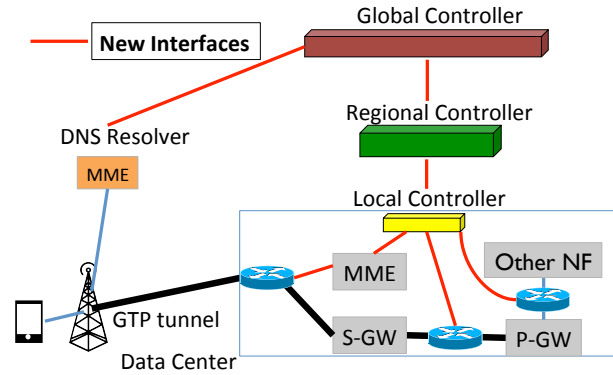 Global Controller
New Interfaces
Regional Controller
DNS Resolver
MME
Local Controller
MME
Other NF
GTP tunnel
S-GW
P-GW
Data Center